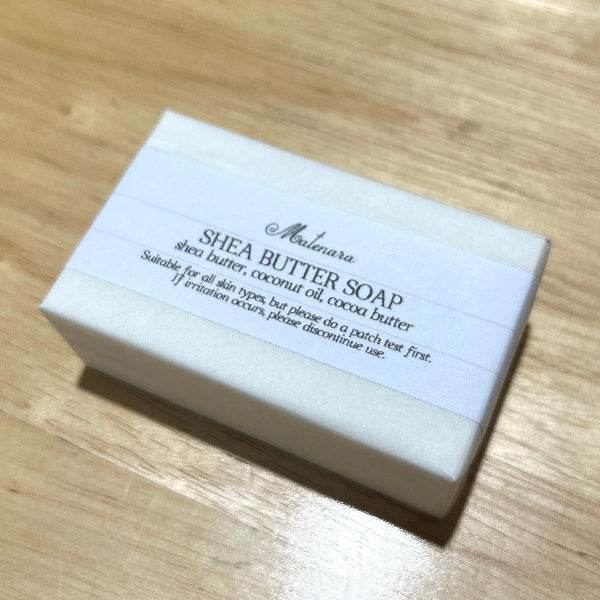 Matenara
SHEA BUTTER SOAP
shea butter, coconut oil, cocoa butter
Suitable for all skin types, but please do a patch test first.
If irritation occurs, please discontinue use.